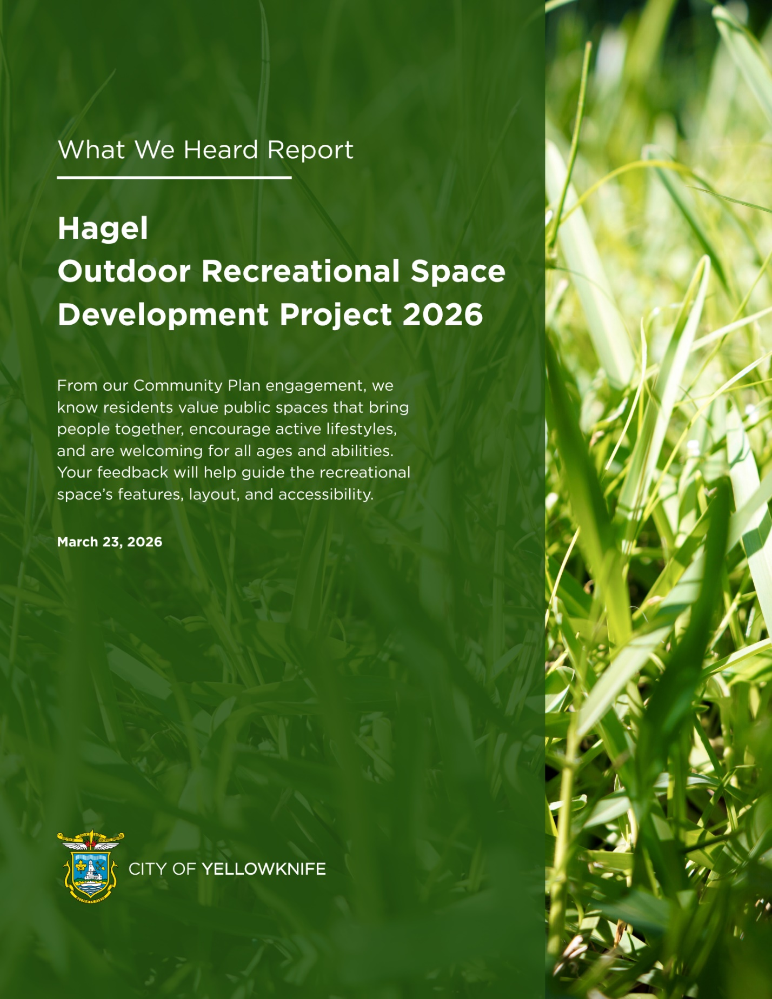 What We Heard Report
Hagel
Outdoor Recreational Space
Development Project 2026
From our Community Plan engagement, we
know residents value public spaces that bring
people together, encourage active lifestyles,
and are welcoming for all ages and abilities.
Your feedback will help guide the recreational
space’s features, layout, and accessibility.
March 23, 2026
CITY OF YELLOWKNIFE